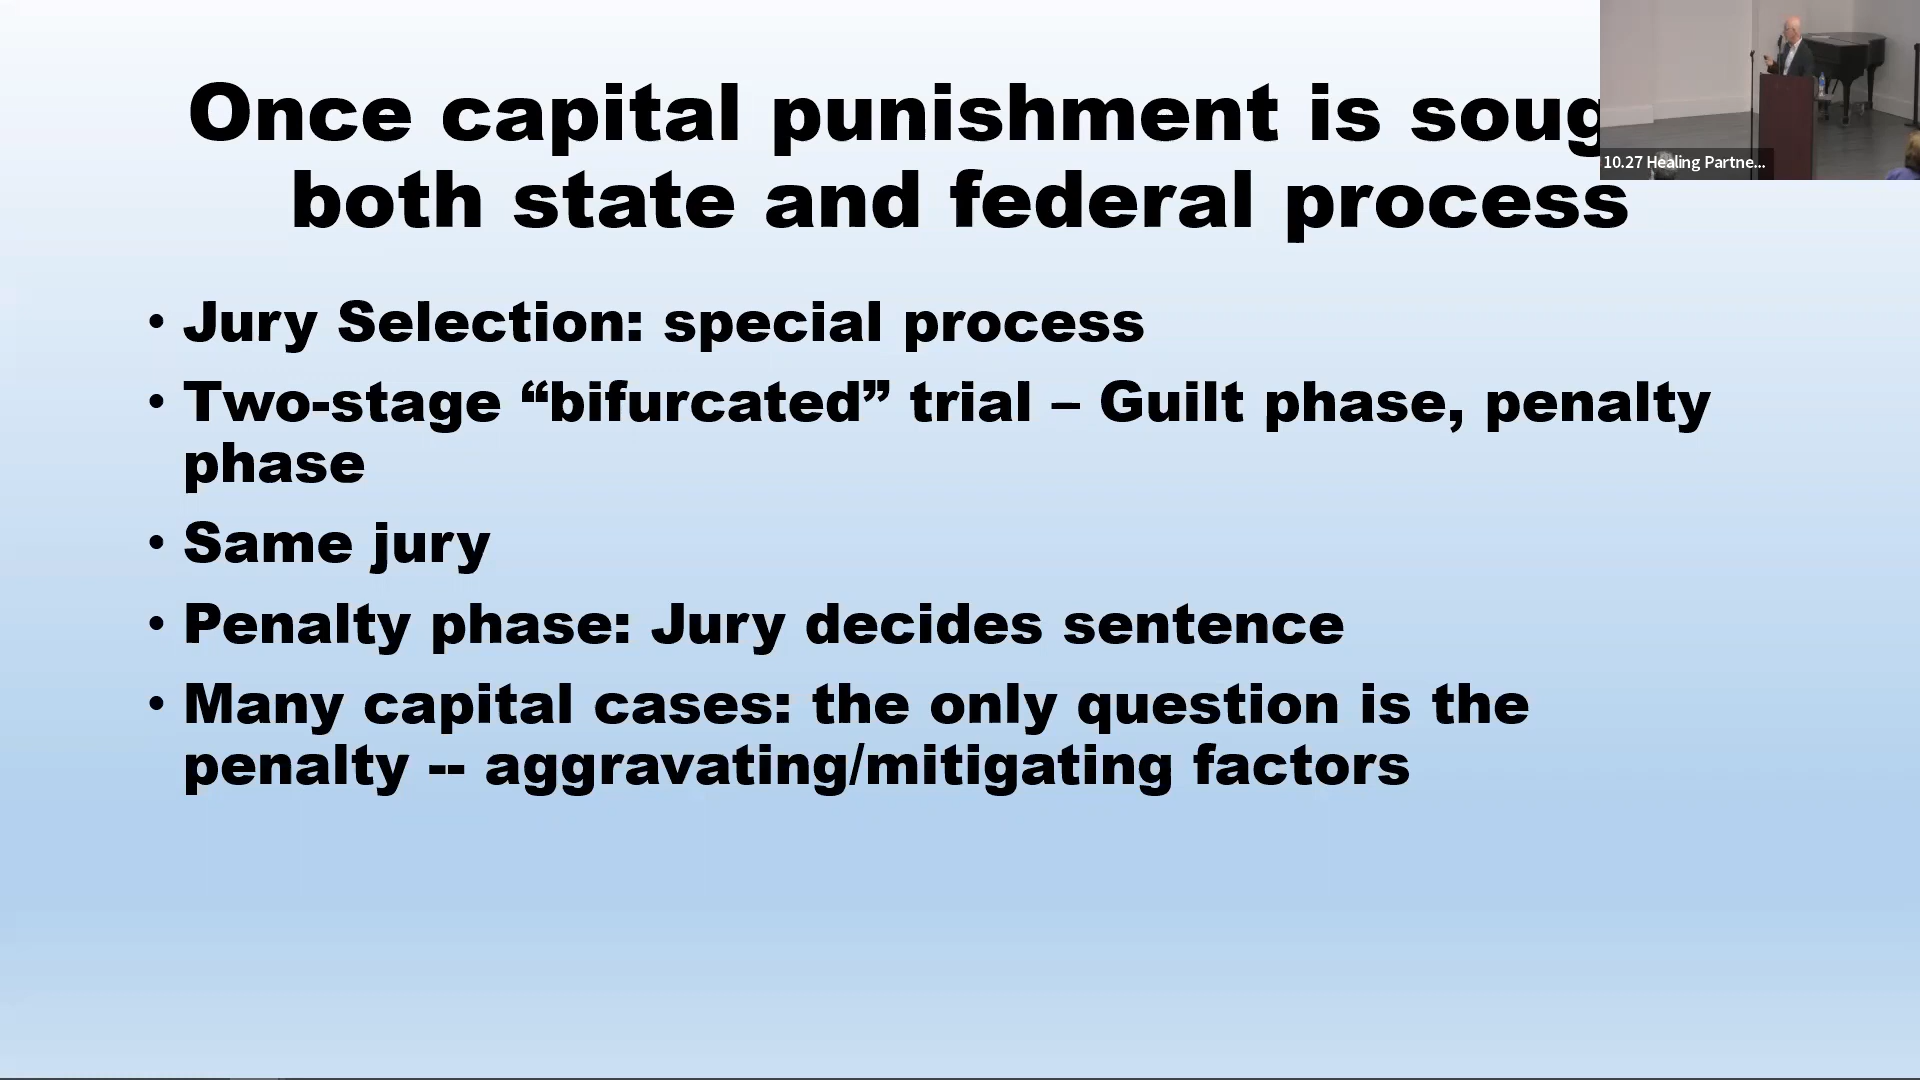 Once capital punishment is soug
both state and federal process
• Jury Selection: special process
• Two-stage “bifurcated” trial – Guilt phase, penalty
phase
• Same jury
• Penalty phase: Jury decides sentence
• Many capital cases: the only question is the
penalty -- aggravating/mitigating factors
10.27 Healing Partne...